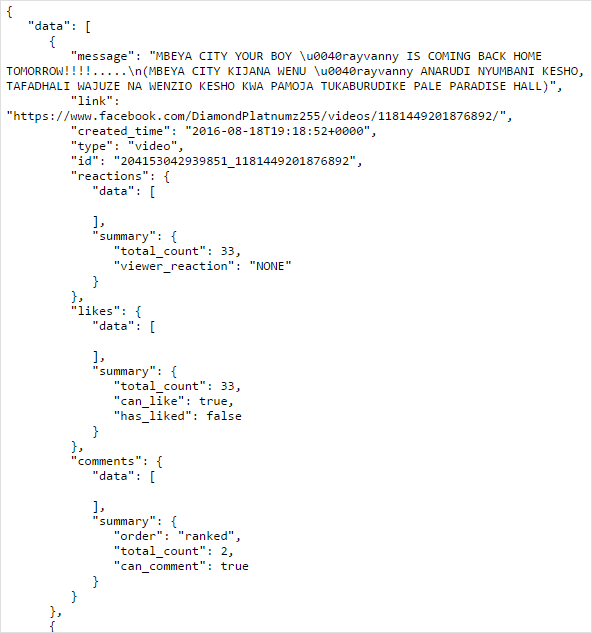 {
   "data": [
      {
         "message": "MBEYA CITY YOUR BOY \u0040rayvanny IS COMING BACK HOME
TOMORROW!!!!.....\n(MBEYA CITY KIJANA WENU \u0040rayvanny ANARUDI NYUMBANI KESHO,
TAFADHALI WAJUZE NA WENZIO KESHO KWA PAMOJA TUKABURUDIKE PALE PARADISE HALL)",
         "link":
"https://www.facebook.com/DiamondPlatnumz255/videos/1181449201876892/",
         "created_time": "2016-08-18T19:18:52+0000",
         "type": "video",
         "id": "204153042939851_1181449201876892",
         "reactions": {
            "data": [

            ],
            "summary": {
               "total_count": 33,
               "viewer_reaction": "NONE"
            }
         },
         "likes": {
            "data": [

            ],
            "summary": {
               "total_count": 33,
               "can_like": true,
               "has_liked": false
            }
         },
         "comments": {
            "data": [

            ],
            "summary": {
               "order": "ranked",
               "total_count": 2,
               "can_comment": true
            }
         }
      },
      {